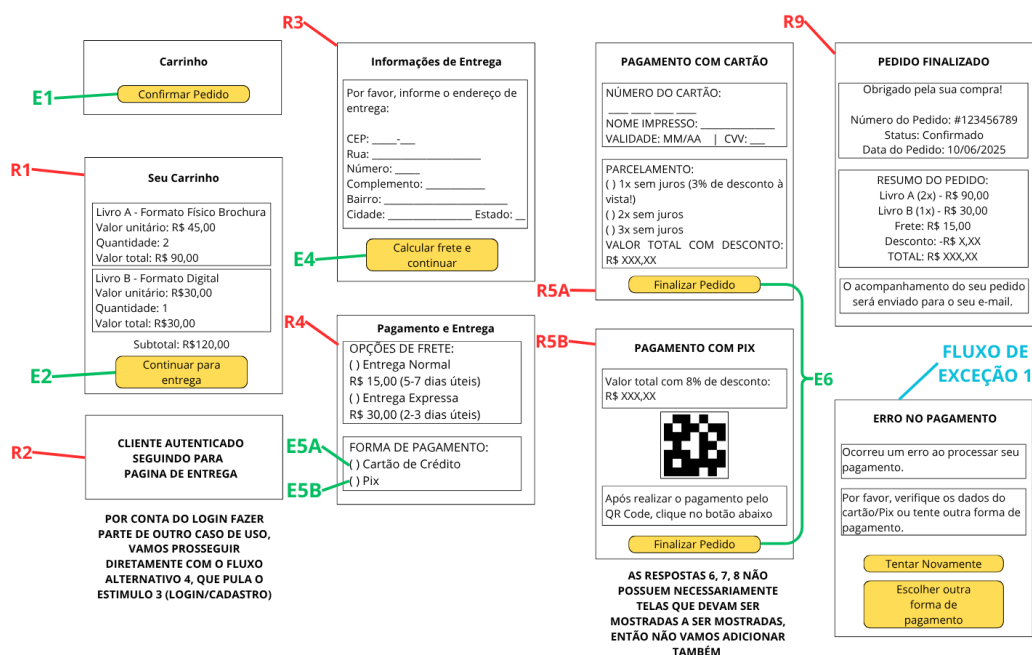 Carrinho
Confirmar Pedido
E1
R1
Seu Carrinho
Livro A - Formato Físico Brochura
Valor unitário: R$ 45,00
Quantidade: 2
Valor total: R$ 90,00
Livro B - Formato Digital
Valor unitário: R$30,00
Quantidade: 1
Valor total: R$30,00
Subtotal: R$120,00
Continuar para
entrega
E2
R2
CLIENTE AUTENTICADO
SEGUINDO PARA
PAGINA DE ENTREGA
POR CONTA DO LOGIN FAZER
PARTE DE OUTRO CASO DE USO,
VAMOS PROSSEGUIR
DIRETAMENTE COM O FLUXO
ALTERNATIVO 4, QUE PULA O
ESTIMULO 3 (LOGIN/CADASTRO)
R3
Informações de Entrega
Por favor, informe o endereço de
entrega:
CEP: _____-___
Rua: ______________________
Número: _____
Complemento: ____________
Bairro: _________________________
Cidade: _________________ Estado: __
Calcular frete e
continuar
E4
R4
Pagamento e Entrega
OPÇÕES DE FRETE:
( ) Entrega Normal
R$ 15,00 (5-7 dias úteis)
( ) Entrega Expressa
R$ 30,00 (2-3 dias úteis)
FORMA DE PAGAMENTO:
( ) Cartão de Crédito
( ) Pix
E5A
E5B
PAGAMENTO COM CARTÃO
NÚMERO DO CARTÃO:
____ ____ ____ ____
NOME IMPRESSO: _______________
VALIDADE: MM/AA | CVV: ___
PARCELAMENTO:
( ) 1x sem juros (3% de desconto à
vista!)
( ) 2x sem juros
( ) 3x sem juros
VALOR TOTAL COM DESCONTO:
R$ XXX,XX
Finalizar Pedido
R5A
R5B
PAGAMENTO COM PIX
Valor total com 8% de desconto:
R$ XXX,XX
Após realizar o pagamento pelo
QR Code, clique no botão abaixo
Finalizar Pedido
E6
AS RESPOSTAS 6, 7, 8 NÃO
POSSUEM NECESSARIAMENTE
TELAS QUE DEVAM SER
MOSTRADAS A SER MOSTRADAS,
ENTÃO NÃO VAMOS ADICIONAR
TAMBÉM
R9
PEDIDO FINALIZADO
Obrigado pela sua compra!
Número do Pedido: #123456789
Status: Confirmado
Data do Pedido: 10/06/2025
RESUMO DO PEDIDO:
Livro A (2x) - R$ 90,00
Livro B (1x) - R$ 30,00
Frete: R$ 15,00
Desconto: -R$ X,XX
TOTAL: R$ XXX,XX
O acompanhamento do seu pedido
será enviado para o seu e-mail.
FLUXO DE
EXCEÇÃO 1
ERRO NO PAGAMENTO
Ocorreu um erro ao processar seu
pagamento.
Por favor, verifique os dados do
cartão/Pix ou tente outra forma de
pagamento.
Tentar Novamente
Escolher outra
forma de
pagamento